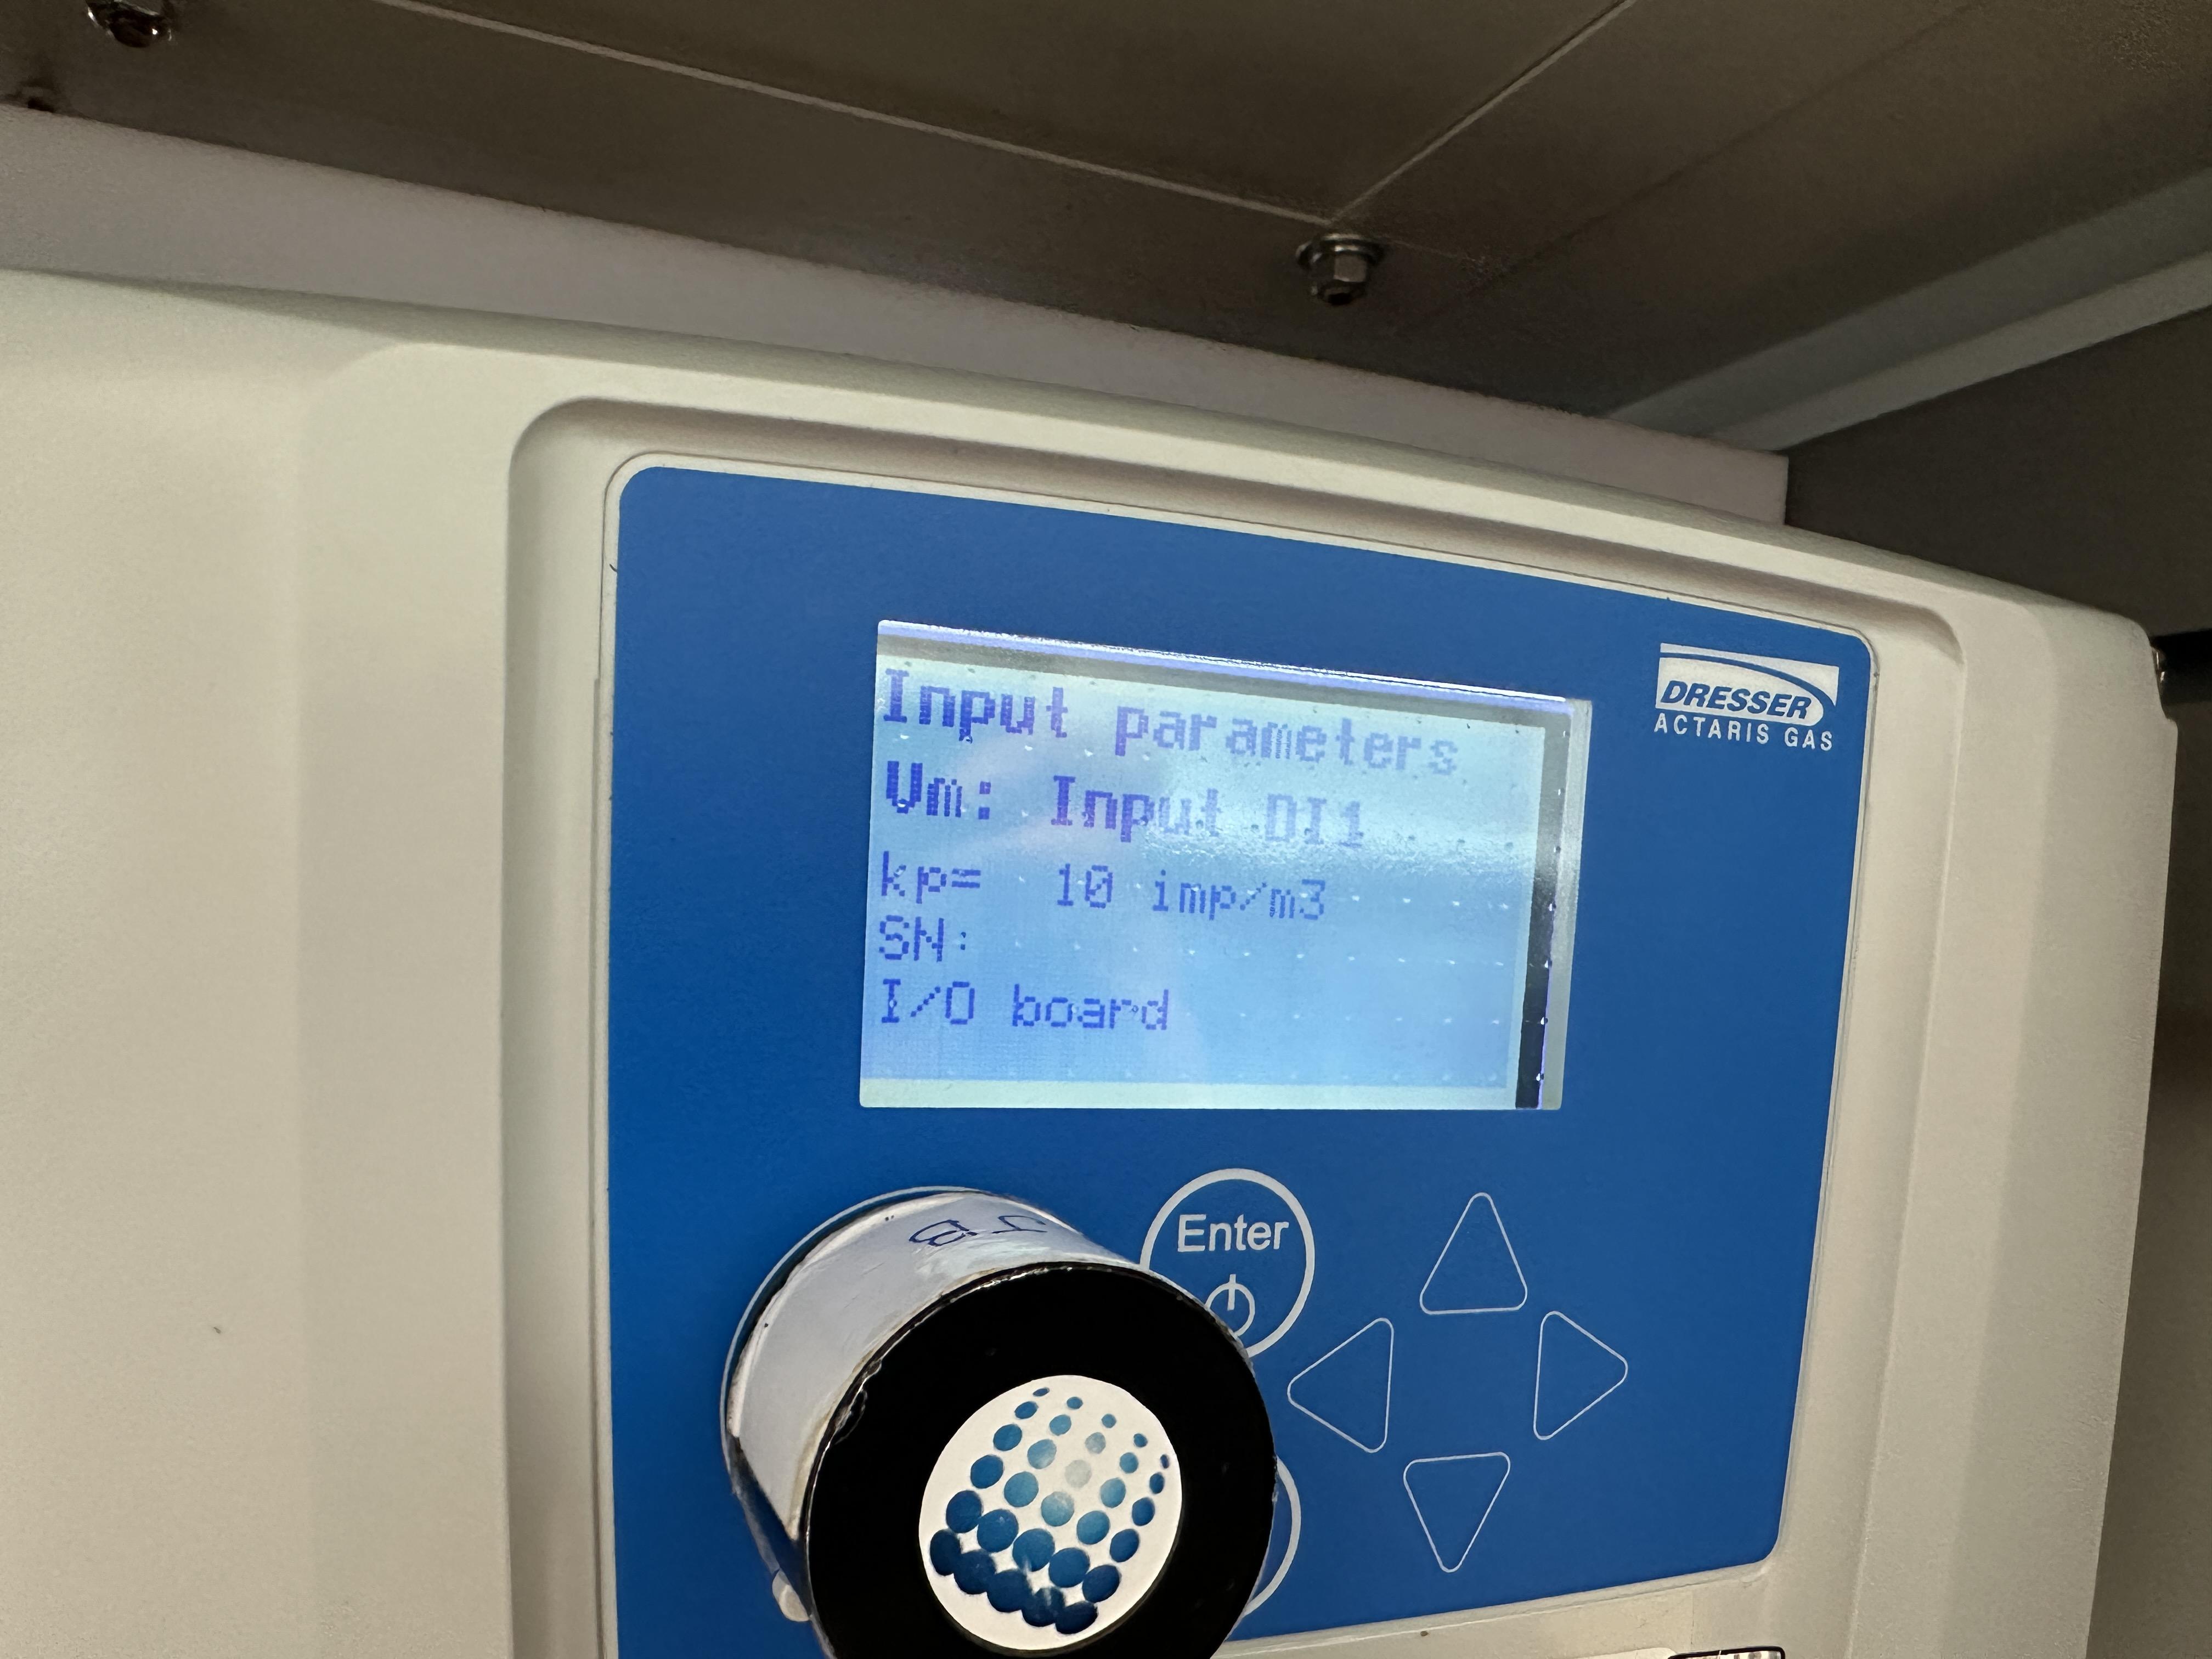 Input parameters
Vm: Input DI1
kp= 10 imp/m3
SN:
I/O board
DRESSER
ACTARIS GAS
Enter